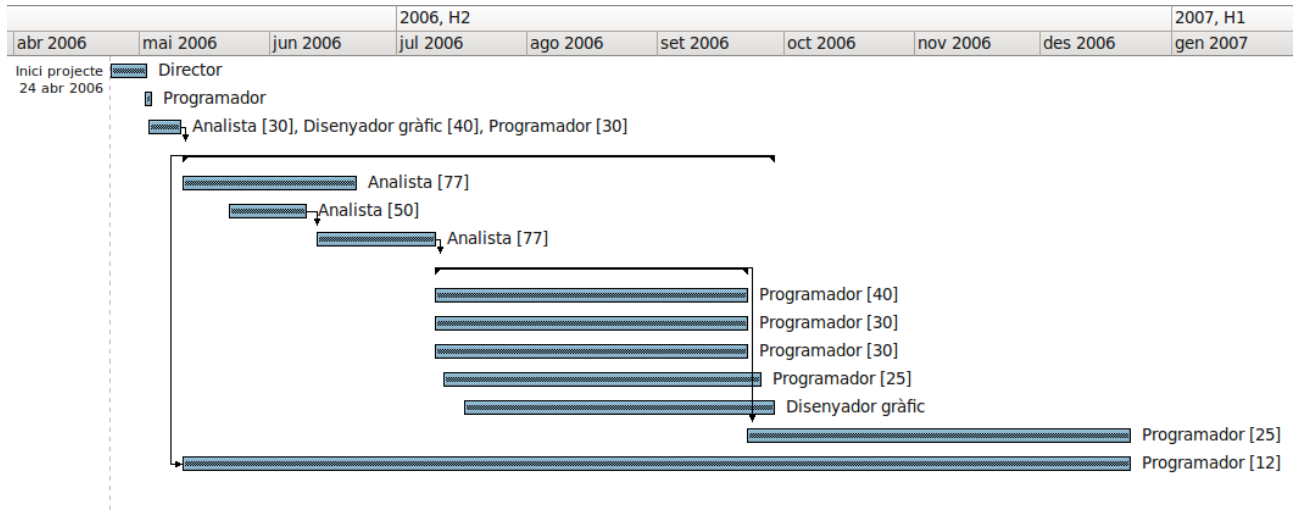 2006, H2 2007, H1
abr 2006 mai 2006 jun 2006 jul 2006 ago 2006 set 2006 oct 2006 nov 2006 des 2006 gen 2007
Inici projecte
24 abr 2006
Director
Programador
Analista [30], Disenyador gràfic [40], Programador [30]
Analista [77]
Analista [50]
Analista [77]
Programador [40]
Programador [30]
Programador [30]
Programador [25]
Disenyador gràfic
Programador [25]
Programador [12]